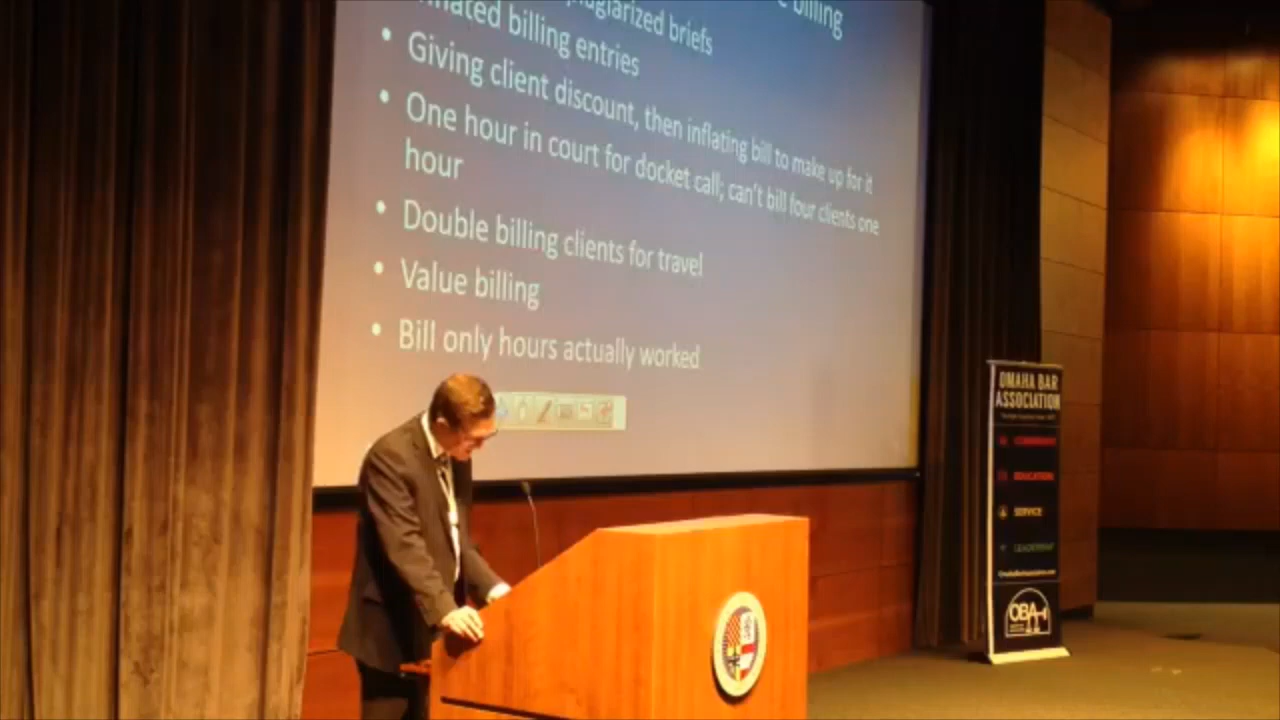 billing
plagiarized briefs
billing entries
Giving client discount, then inflating bill to make up for it
One hour in court for docket call; can't bill four clients one
hour
Double billing clients for travel
Value billing
Bill only hours actually worked
OMAHA BAR
ASSOCIATION
COMMUNITY
EDUCATION
SERVICE
LEADERSHIP
OBA